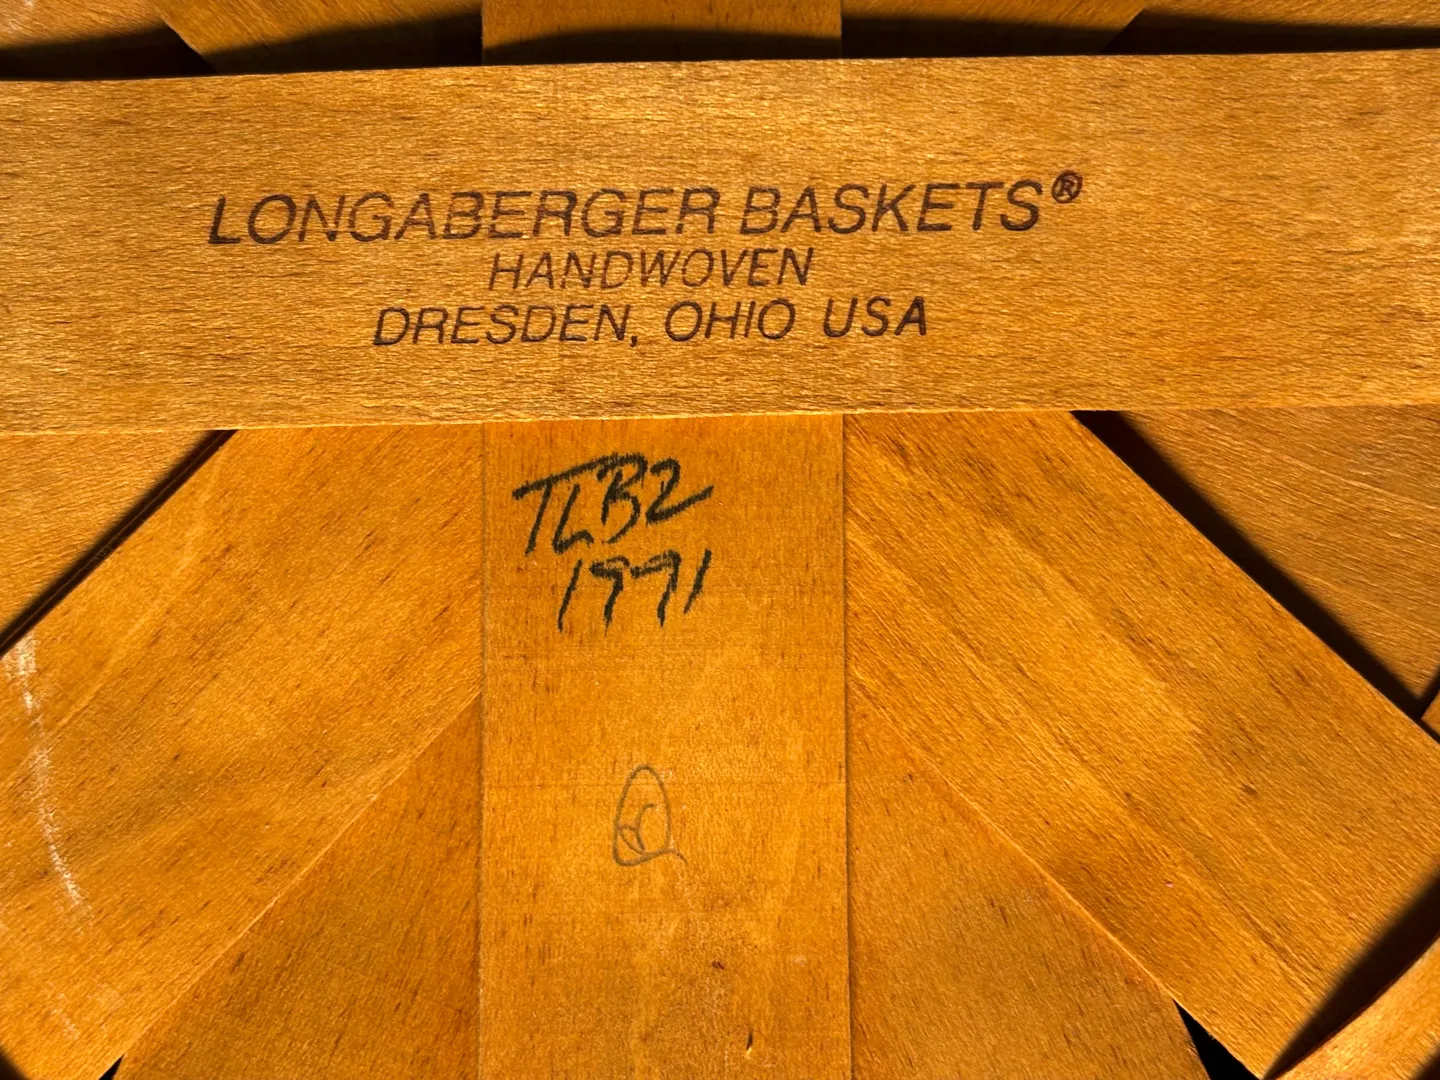 LONGABERGER BASKETS®
HANDWOVEN
DRESDEN, OHIO USA
TLB2
1991